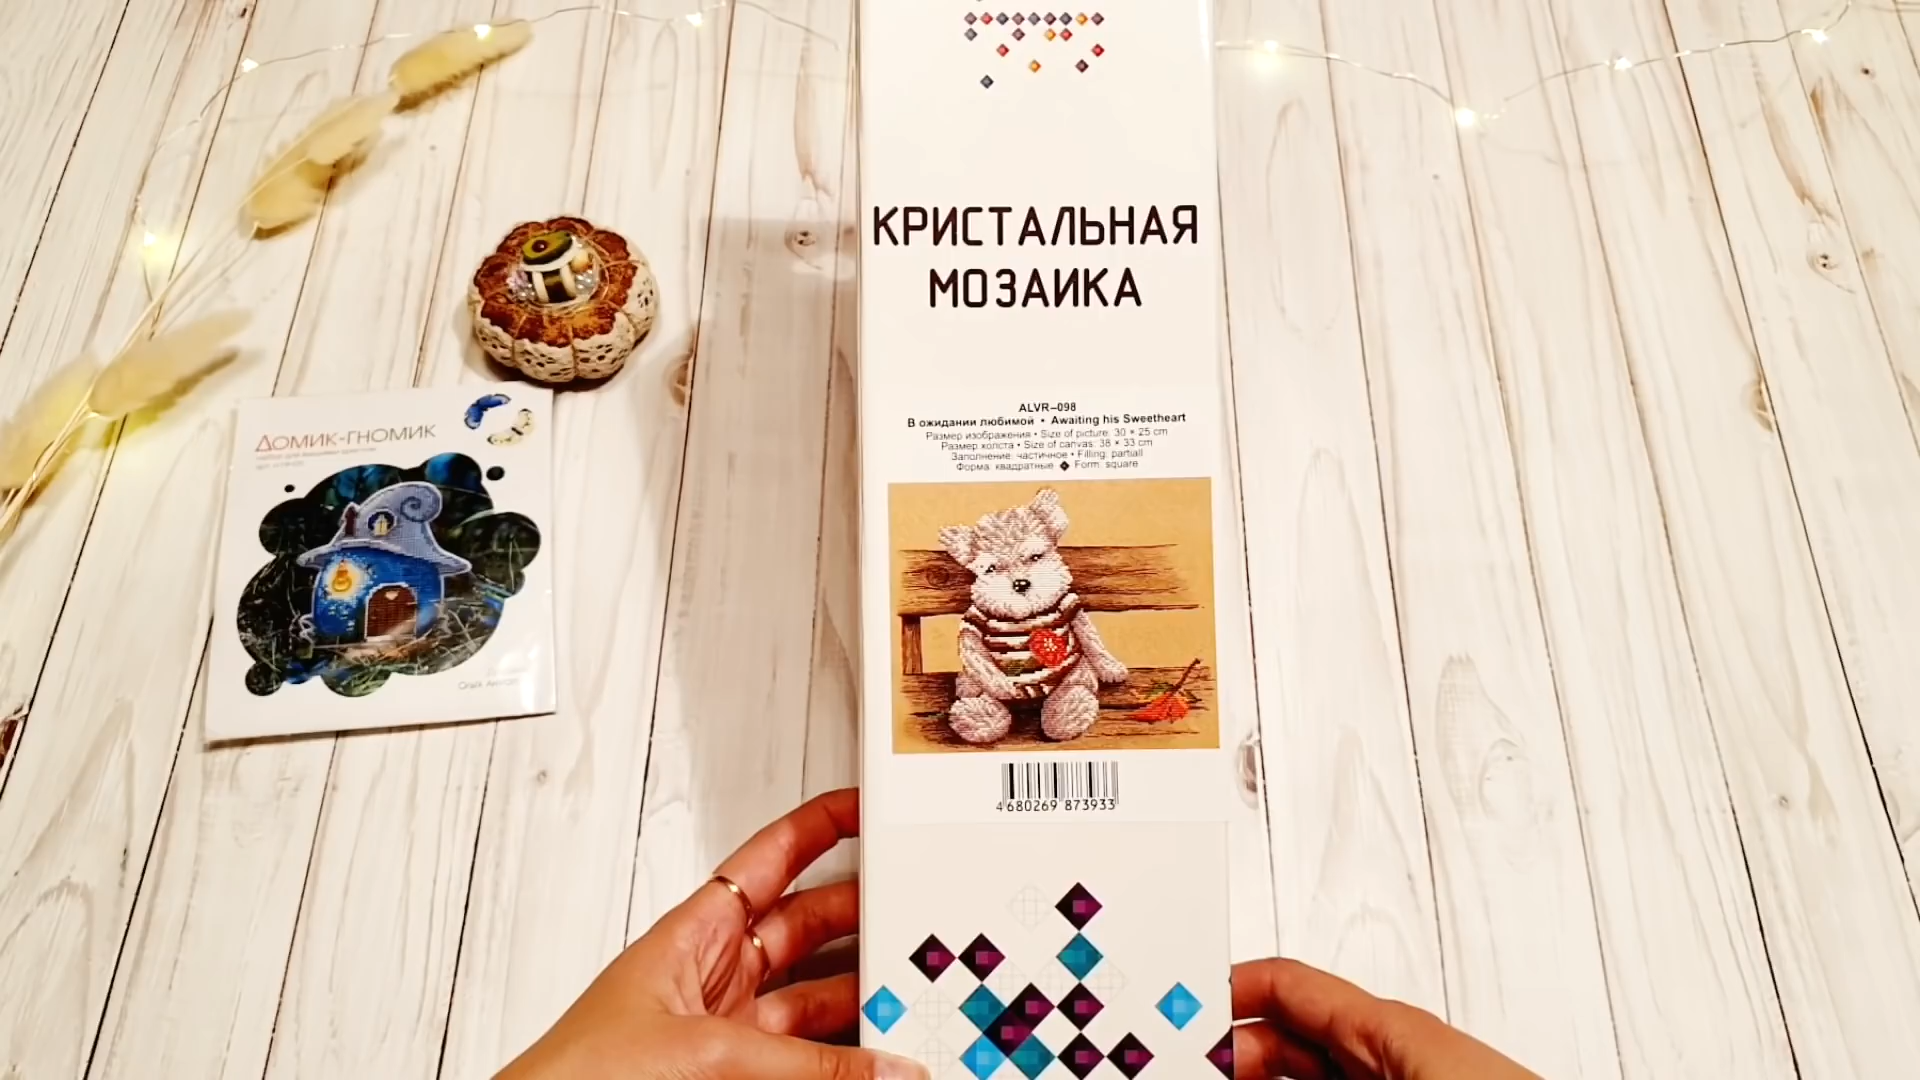 КРИСТАЛЬНАЯ
МОЗАИКА
ALVR–098
В ожидании любимой • Awaiting his Sweetheart
Размер изображения • Size of picture: 30 × 25 cm
Размер холста • Size of canvas: 38 × 33 cm
Заполнение: частичное • Filling: partiall
Форма: квадратные ◆ Form: square
4 680269 873933
ДОМИК-ГНОМИК